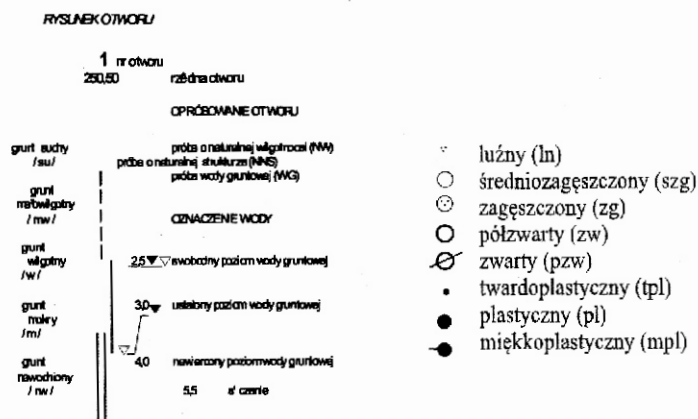 RYSUNEK OTWORU
1 nr otworu
250,50 rzędna otworu
OPRÓBOWANIE OTWORU
grunt suchy
/su/
próba o naturalnej wilgotności (NW)
próba o naturalnej strukturze (NNS)
próba wody gruntowej (WG)
grunt
małowilgotny
/mw/
OZNACZENIE WODY
grunt
wilgotny
/w/
2,5 swobodny poziom wody gruntowej
grunt
mokry
/m/
3,0 ustalony poziom wody gruntowej
grunt
nawodniony
/nw/
4,0 nawiercony poziom wody gruntowej
5,5
luźny (ln)
średniozagęszczony (szg)
zagęszczony (zg)
półzwarty (zw)
zwarty (pzw)
twardoplastyczny (tpl)
plastyczny (pl)
miękkoplastyczny (mpl)